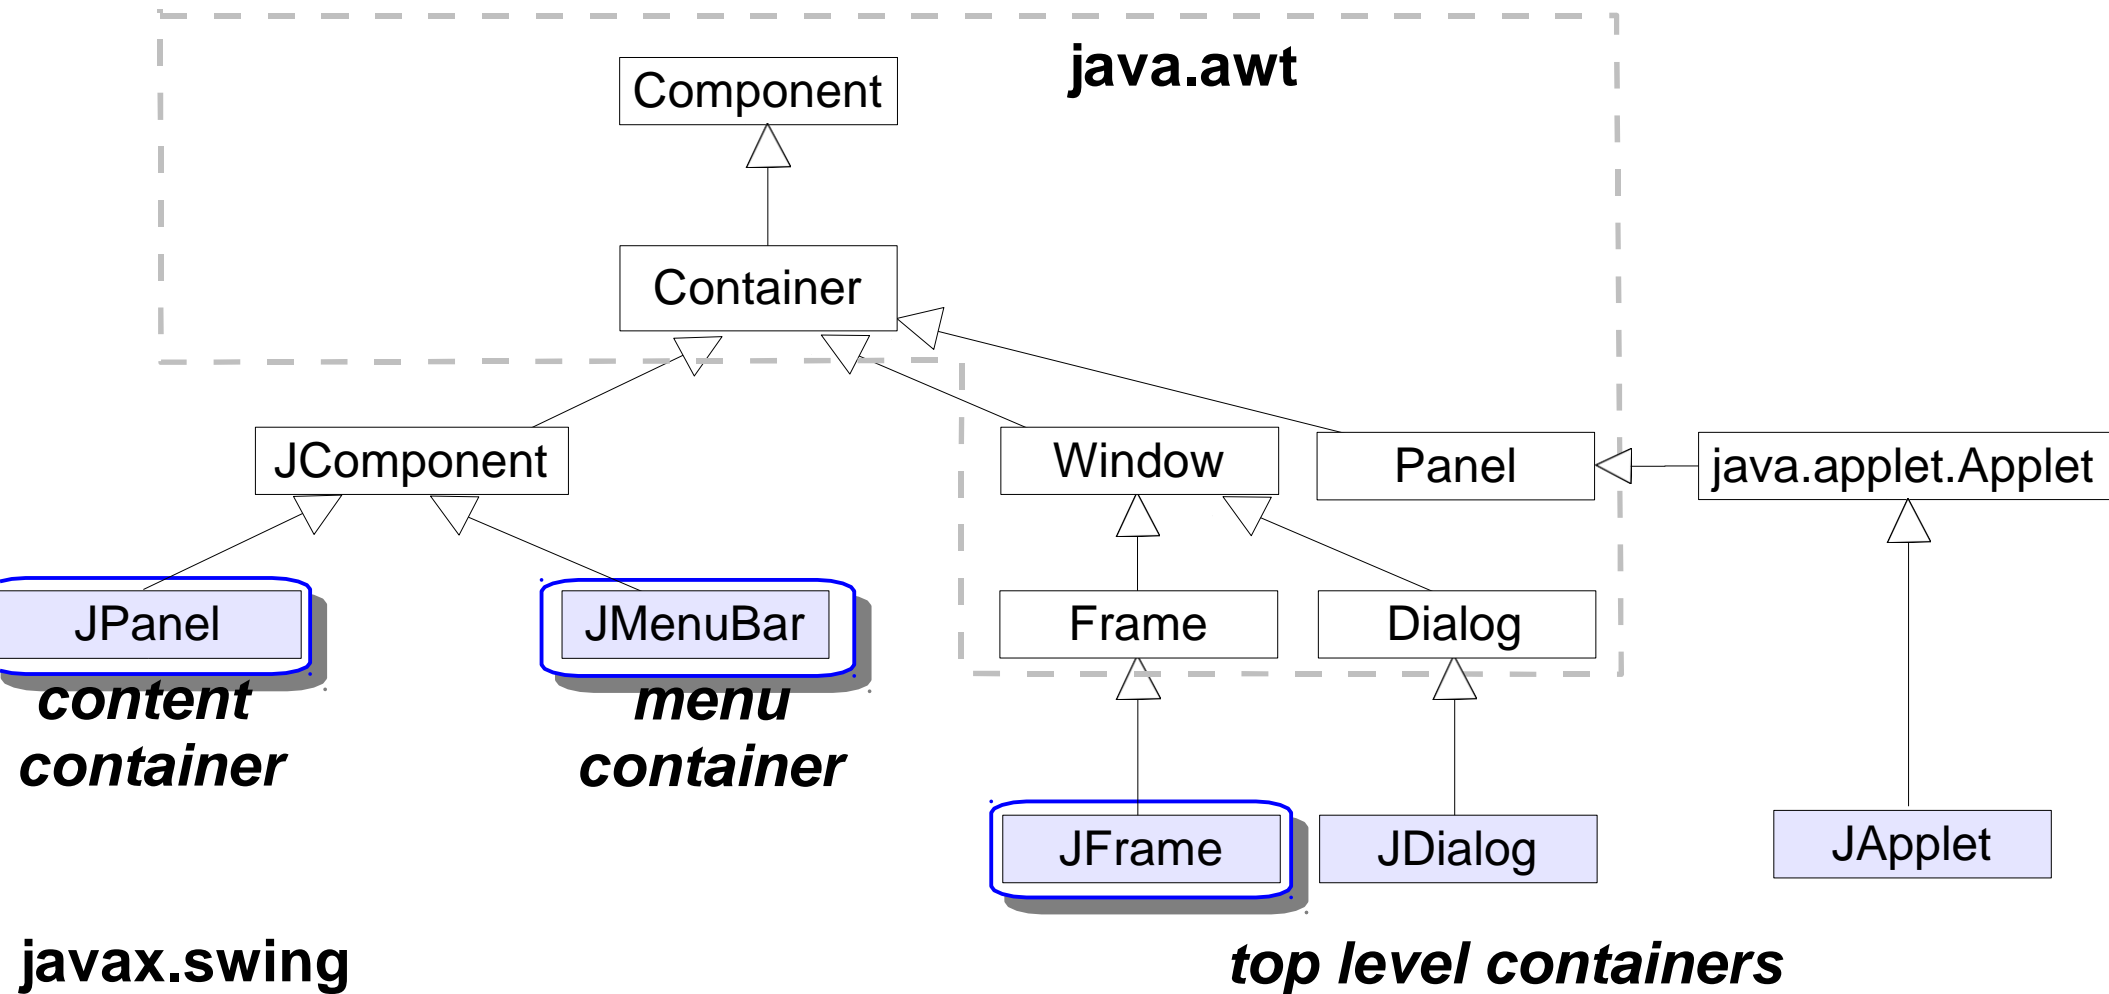 java.awt
Component
Container
JComponent
Window
Panel
java.applet.Applet
JPanel
JMenuBar
Frame
Dialog
content
container
menu
container
JFrame
JDialog
JApplet
javax.swing
top level containers